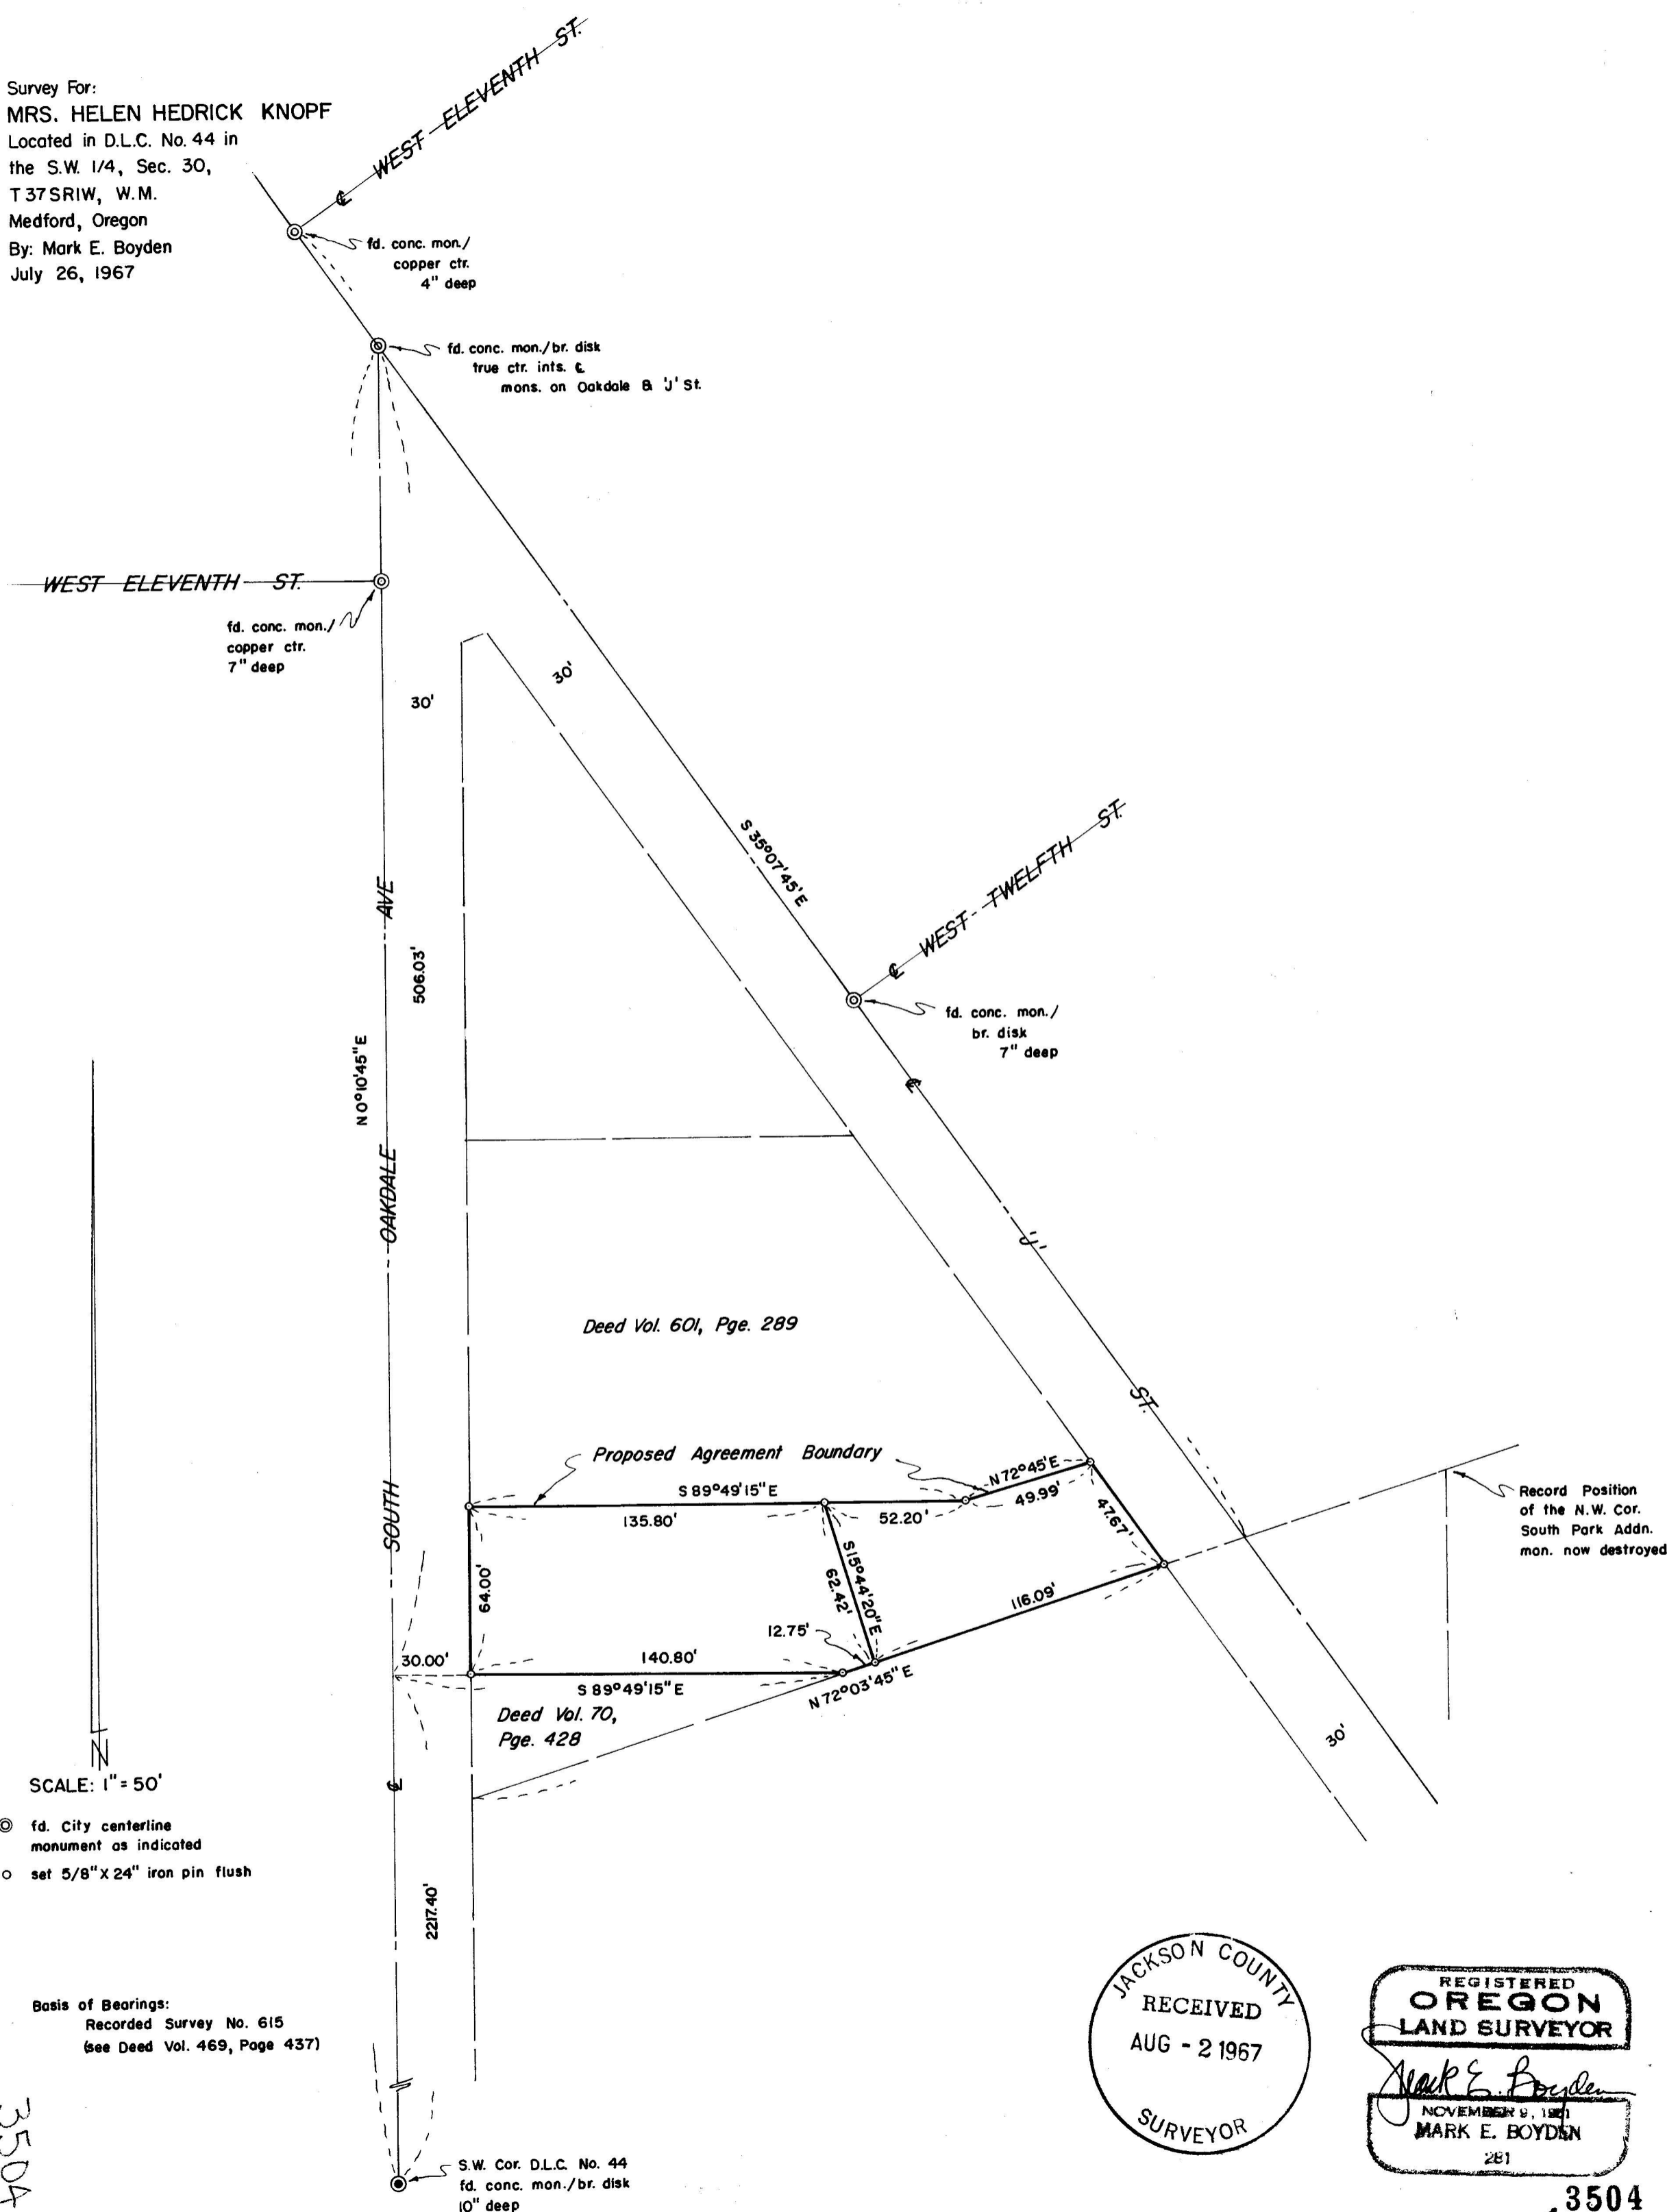 Survey For:
MRS. HELEN HEDRICK KNOPF
Located in D.L.C. No. 44 in
the S.W. 1/4, Sec. 30,
T 37SR1W, W.M.
Medford, Oregon
By: Mark E. Boyden
July 26, 1967
℄ WEST ELEVENTH ST.
fd. conc. mon./
copper ctr.
4" deep
fd. conc. mon./br. disk
true ctr. ints. ℄
mons. on Oakdale & 'J' St.
WEST ELEVENTH ST.
fd. conc. mon./
copper ctr.
7" deep
30'
30'
S 35°07'45"E
℄ WEST TWELFTH ST.
fd. conc. mon./
br. disk
7" deep
℄ 'J' ST.
506.03'
N 0°10'45"E
℄ SOUTH OAKDALE AVE
Deed Vol. 601, Pge. 289
Proposed Agreement Boundary
S 89°49'15"E
135.80'
52.20'
N 72°45'E
49.99'
47.67'
Record Position
of the N.W. Cor.
South Park Addn.
mon. now destroyed
64.00'
S 15°44'20"E
62.42'
116.09'
12.75'
30.00'
140.80'
S 89°49'15"E
N 72°03'45"E
Deed Vol. 70,
Pge. 428
30'
N
SCALE: 1" = 50'
fd. City centerline
monument as indicated
set 5/8" X 24" iron pin flush
2217.40'
Basis of Bearings:
Recorded Survey No. 615
(see Deed Vol. 469, Page 437)
S.W. Cor. D.L.C. No. 44
fd. conc. mon./br. disk
10" deep
JACKSON COUNTY
RECEIVED
AUG - 2 1967
SURVEYOR
REGISTERED
OREGON
LAND SURVEYOR
Mark E. Boyden
NOVEMBER 9,
MARK E. BOYDEN
281
3504
3504